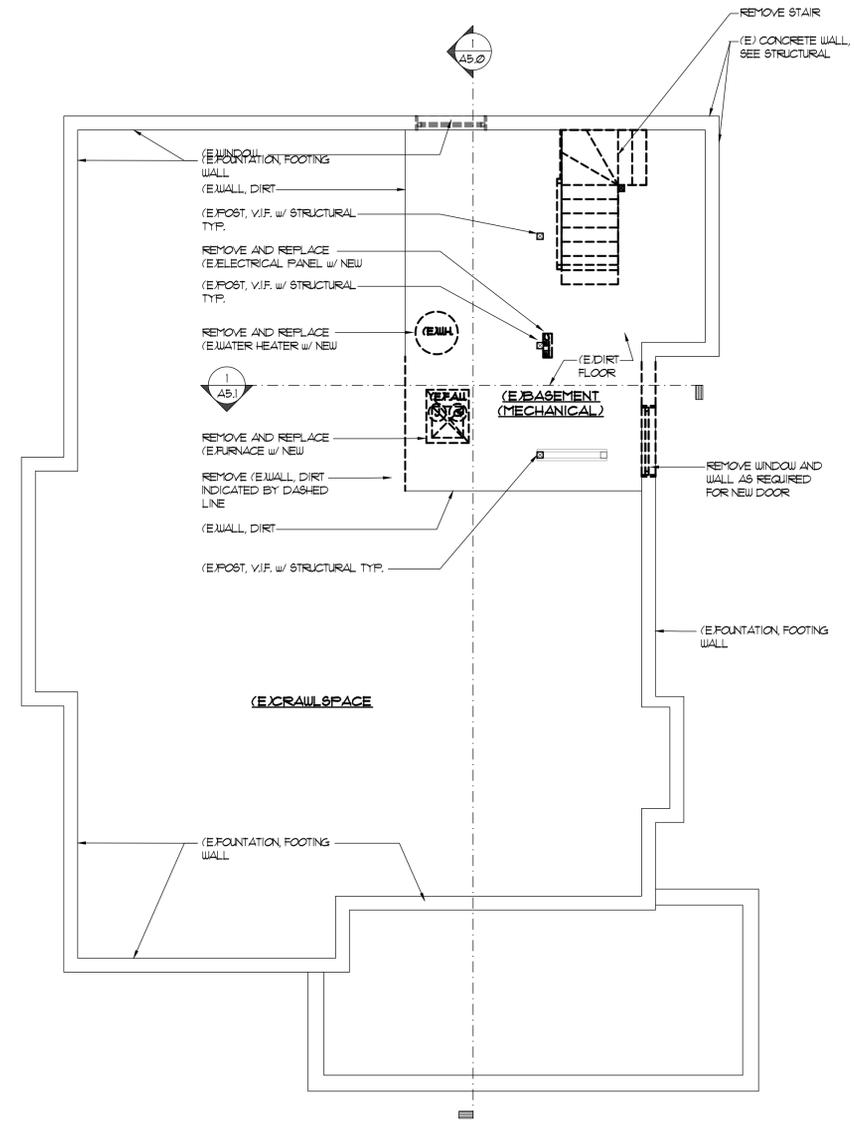 REMOVE STAIR
(E) CONCRETE WALL,
SEE STRUCTURAL
1
A5.0
(E)WINDOW
(E)FOUNTATION, FOOTING
WALL
(E)WALL, DIRT
(E)POST, V.I.F. w/ STRUCTURAL
TYP.
REMOVE AND REPLACE
(E)ELECTRICAL PANEL w/ NEW
(E)POST, V.I.F. w/ STRUCTURAL
TYP.
REMOVE AND REPLACE
(E)WATER HEATER w/ NEW
(E)WH.
(E)DIRT
FLOOR
1
A5.1
(E)F.A.U.
(E)BASEMENT
(MECHANICAL)
REMOVE AND REPLACE
(E)FURNACE w/ NEW
REMOVE (E)WALL, DIRT
INDICATED BY DASHED
LINE
REMOVE WINDOW AND
WALL AS REQUIRED
FOR NEW DOOR
(E)WALL, DIRT
(E)POST, V.I.F. w/ STRUCTURAL TYP.
(E)FOUNTATION, FOOTING
WALL
(E)CRAWLSPACE
(E)FOUNTATION, FOOTING
WALL